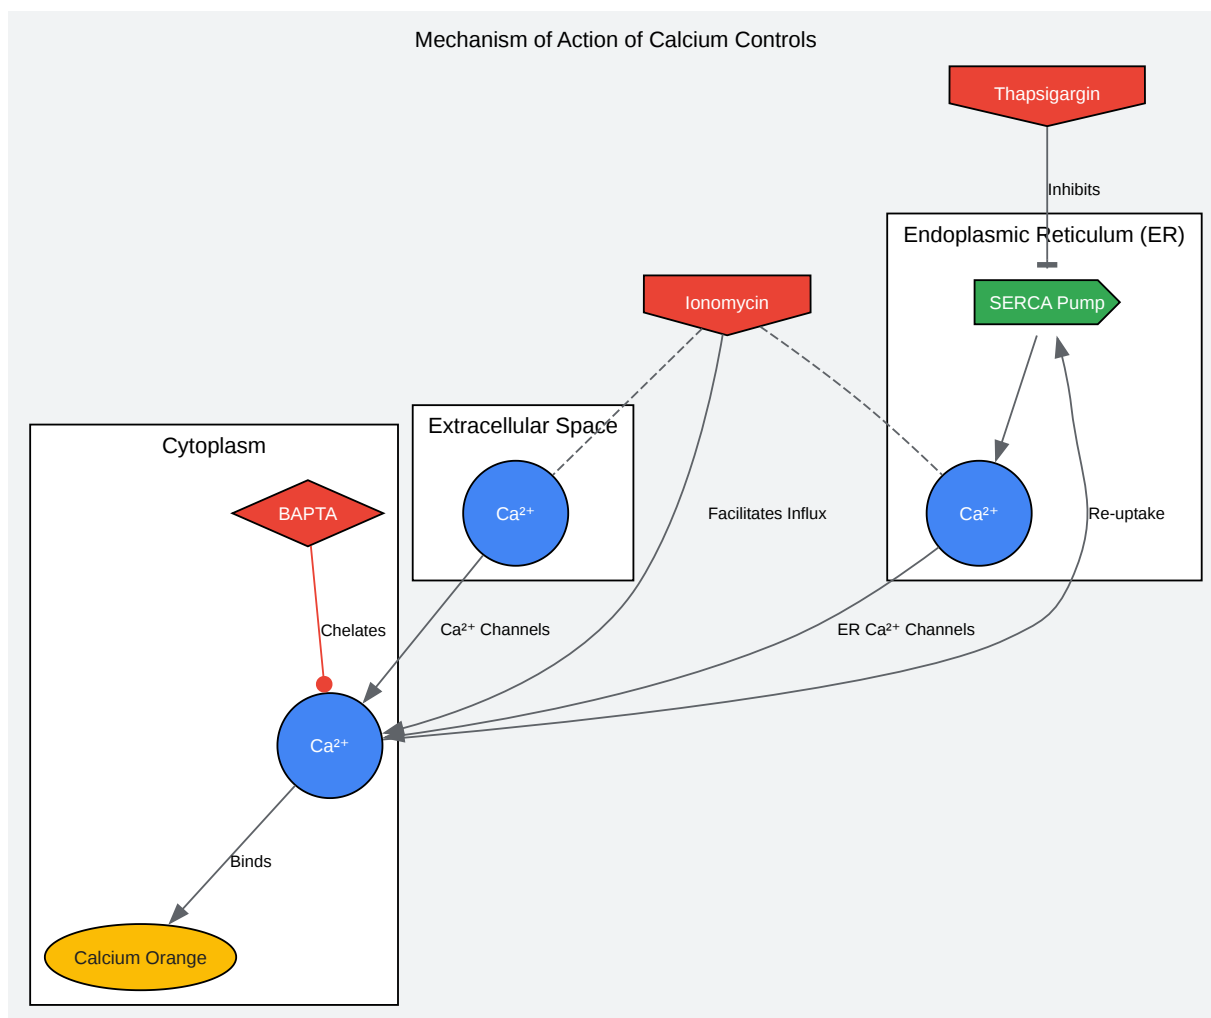 Mechanism of Action of Calcium Controls
Thapsigargin
Inhibits
Endoplasmic Reticulum (ER)
SERCA Pump
Ionomycin
Extracellular Space
Cytoplasm
BAPTA
Ca²⁺
Facilitates Influx
Ca²⁺
Re-uptake
Chelates
Ca²⁺ Channels
ER Ca²⁺ Channels
Ca²⁺
Binds
Calcium Orange